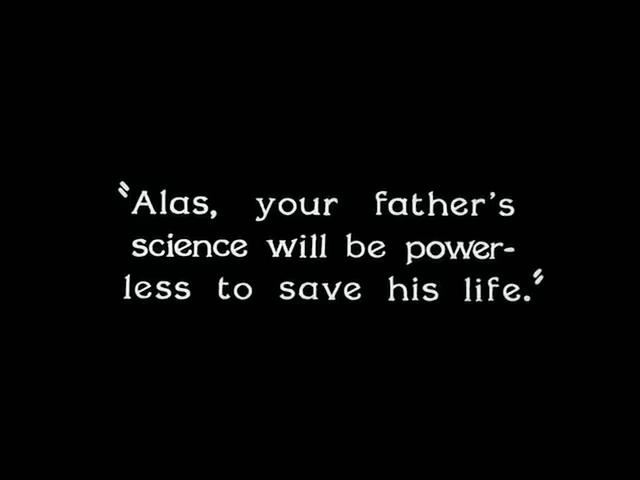 "Alas, your father's
science will be power-
less to save his life."